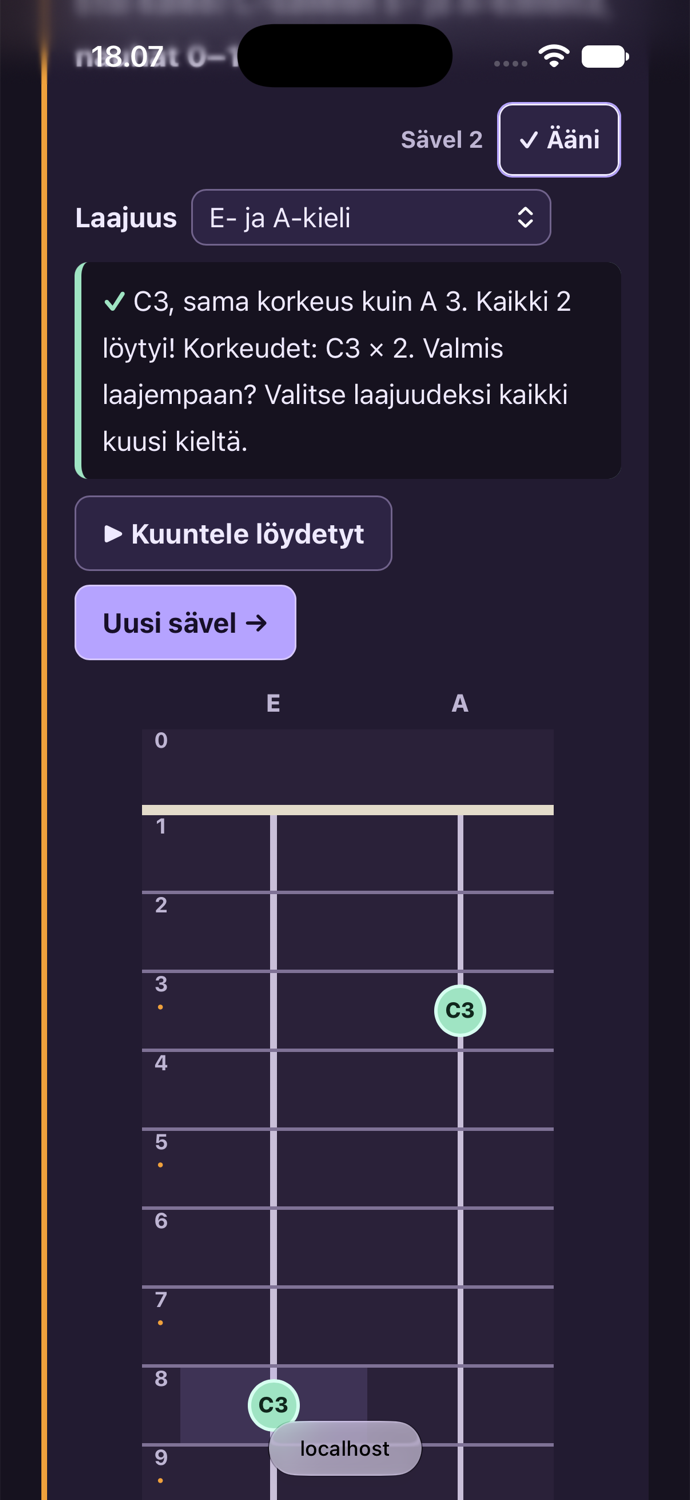 18.07
Sävel 2
✓ Ääni
Laajuus
E- ja A-kieli
✓ C3, sama korkeus kuin A 3. Kaikki 2
löytyi! Korkeudet: C3 × 2. Valmis
laajempaan? Valitse laajuudeksi kaikki
kuusi kieltä.
▶ Kuuntele löydetyt
Uusi sävel →
E A
0
1
2
3
C3
4
5
6
7
8
C3
localhost
9